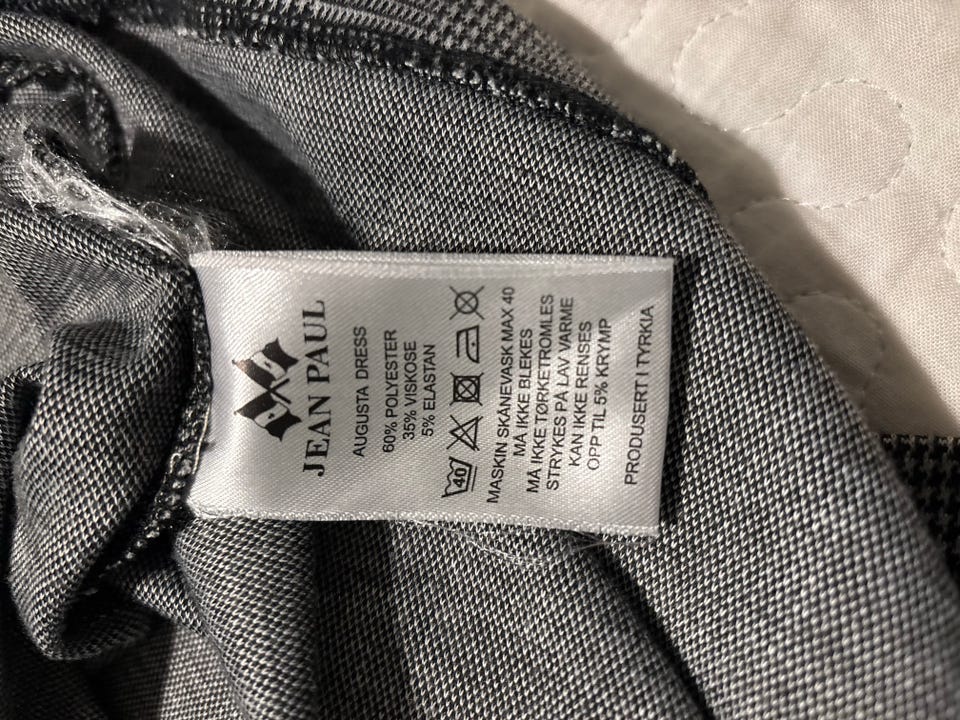 JEAN PAUL
AUGUSTA DRESS
60% POLYESTER
35% VISKOSE
5% ELASTAN
40
MASKIN SKÅNEVASK MAX 40
MÅ IKKE BLEKES
MÅ IKKE TØRKETROMLES
STRYKES PÅ LAV VARME
KAN IKKE RENSES
OPP TIL 5% KRYMP
PRODUSERT I TYRKIA